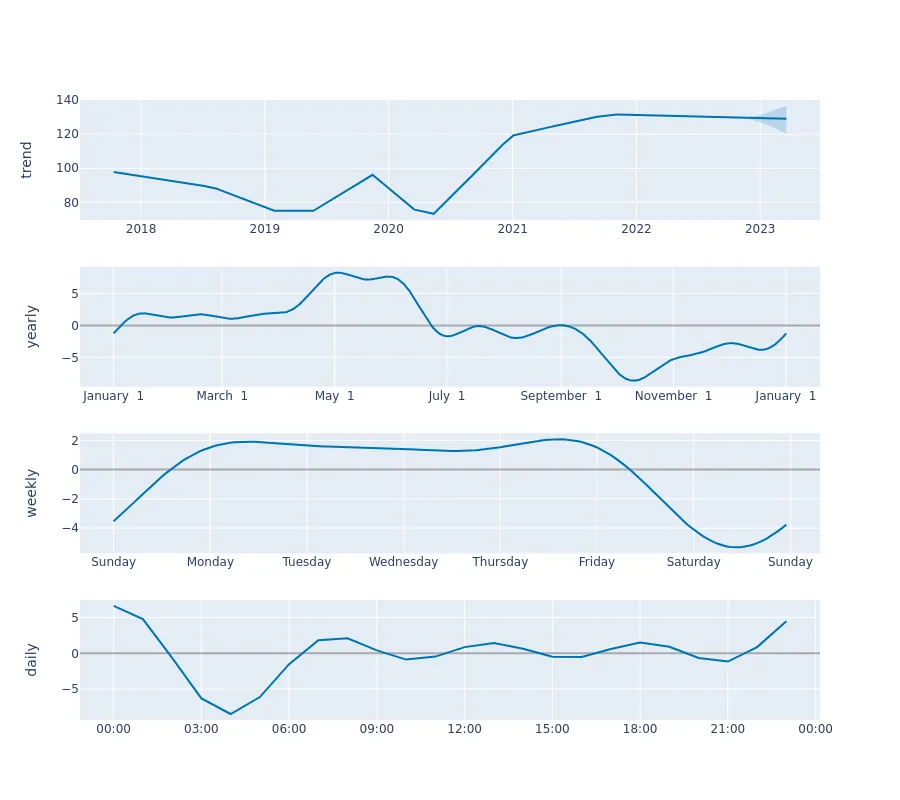 trend
140
120
100
80
2018 2019 2020 2021 2022 2023
yearly
5
0
−5
January 1 March 1 May 1 July 1 September 1 November 1 January 1
weekly
2
0
−2
−4
Sunday Monday Tuesday Wednesday Thursday Friday Saturday Sunday
daily
5
0
−5
00:00 03:00 06:00 09:00 12:00 15:00 18:00 21:00 00:00